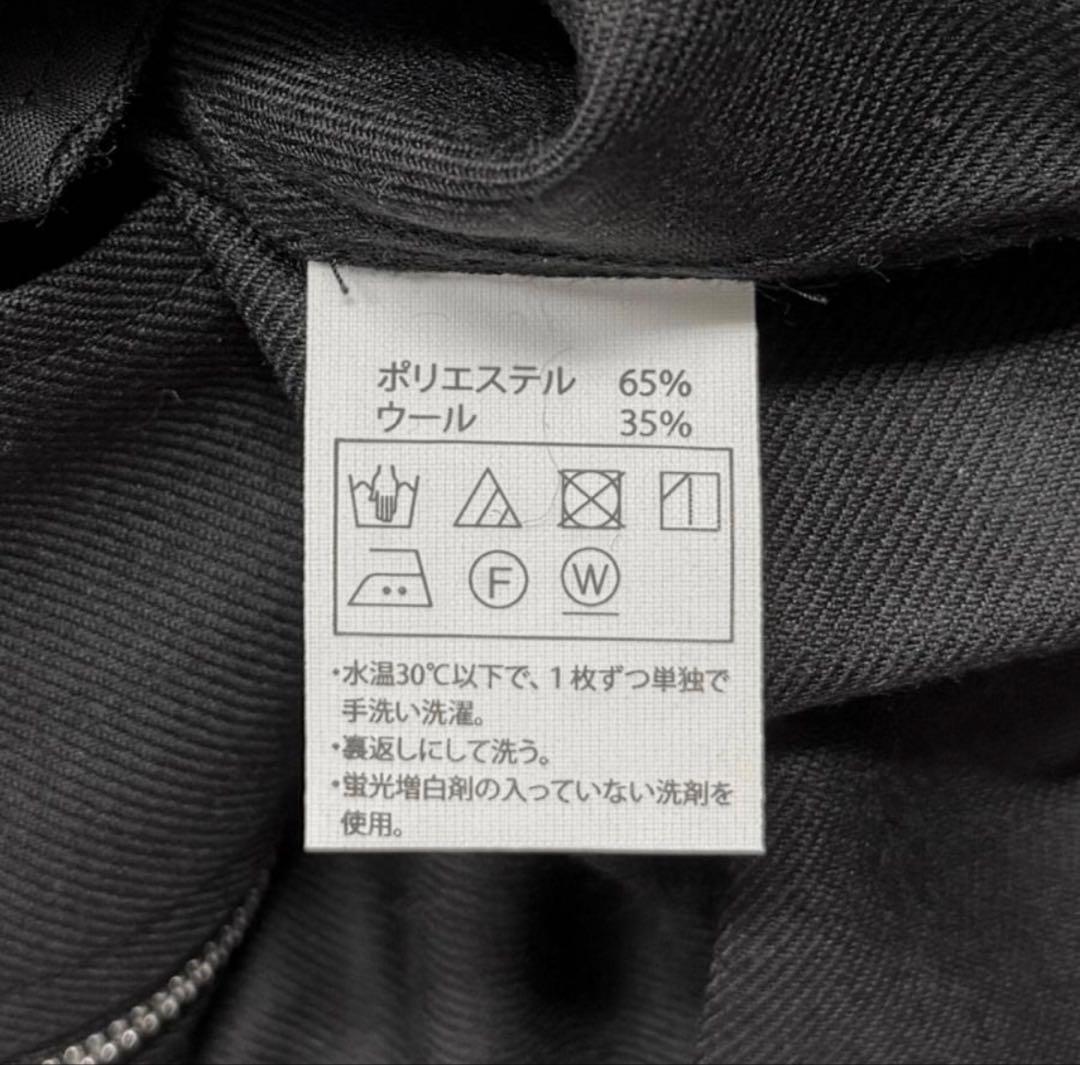 ポリエステル 65%
ウール 35%
F W
・水温30℃以下で、1枚ずつ単独で
手洗い洗濯。
・裏返しにして洗う。
・蛍光増白剤の入っていない洗剤を
使用。